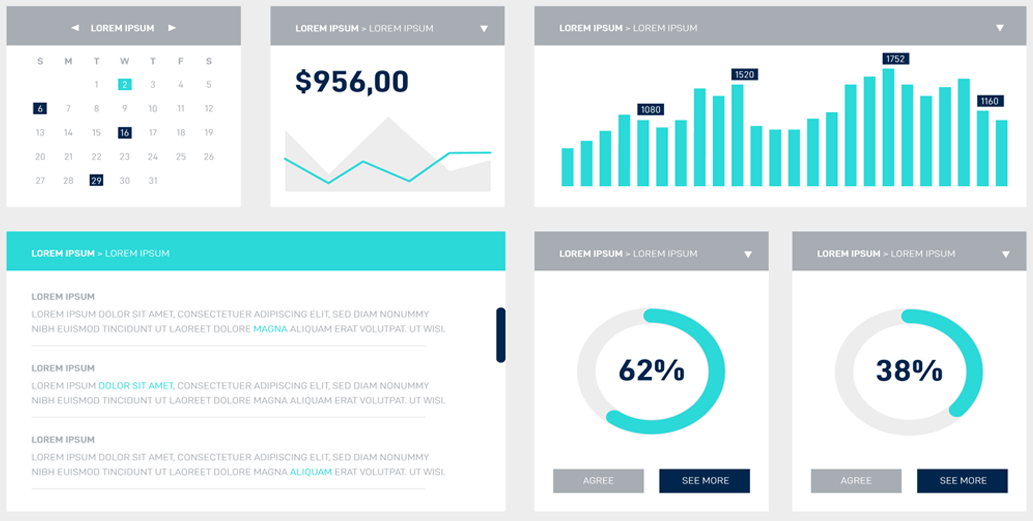 LOREM IPSUM
S M T W T F S
1 2 3 4 5
6 7 8 9 10 11 12
13 14 15 16 17 18 19
20 21 22 23 24 25 26
27 28 29 30 31
LOREM IPSUM > LOREM IPSUM
$956,00
LOREM IPSUM > LOREM IPSUM
1080
1520
1752
1160
LOREM IPSUM > LOREM IPSUM
LOREM IPSUM
LOREM IPSUM DOLOR SIT AMET, CONSECTETUER ADIPISCING ELIT, SED DIAM NONUMMY
NIBH EUISMOD TINCIDUNT UT LAOREET DOLORE MAGNA ALIQUAM ERAT VOLUTPAT. UT WISI.
LOREM IPSUM
LOREM IPSUM DOLOR SIT AMET, CONSECTETUER ADIPISCING ELIT, SED DIAM NONUMMY
NIBH EUISMOD TINCIDUNT UT LAOREET DOLORE MAGNA ALIQUAM ERAT VOLUTPAT. UT WISI.
LOREM IPSUM
LOREM IPSUM DOLOR SIT AMET, CONSECTETUER ADIPISCING ELIT, SED DIAM NONUMMY
NIBH EUISMOD TINCIDUNT UT LAOREET DOLORE MAGNA ALIQUAM ERAT VOLUTPAT. UT WISI.
LOREM IPSUM > LOREM IPSUM
62%
AGREE SEE MORE
LOREM IPSUM > LOREM IPSUM
38%
AGREE SEE MORE